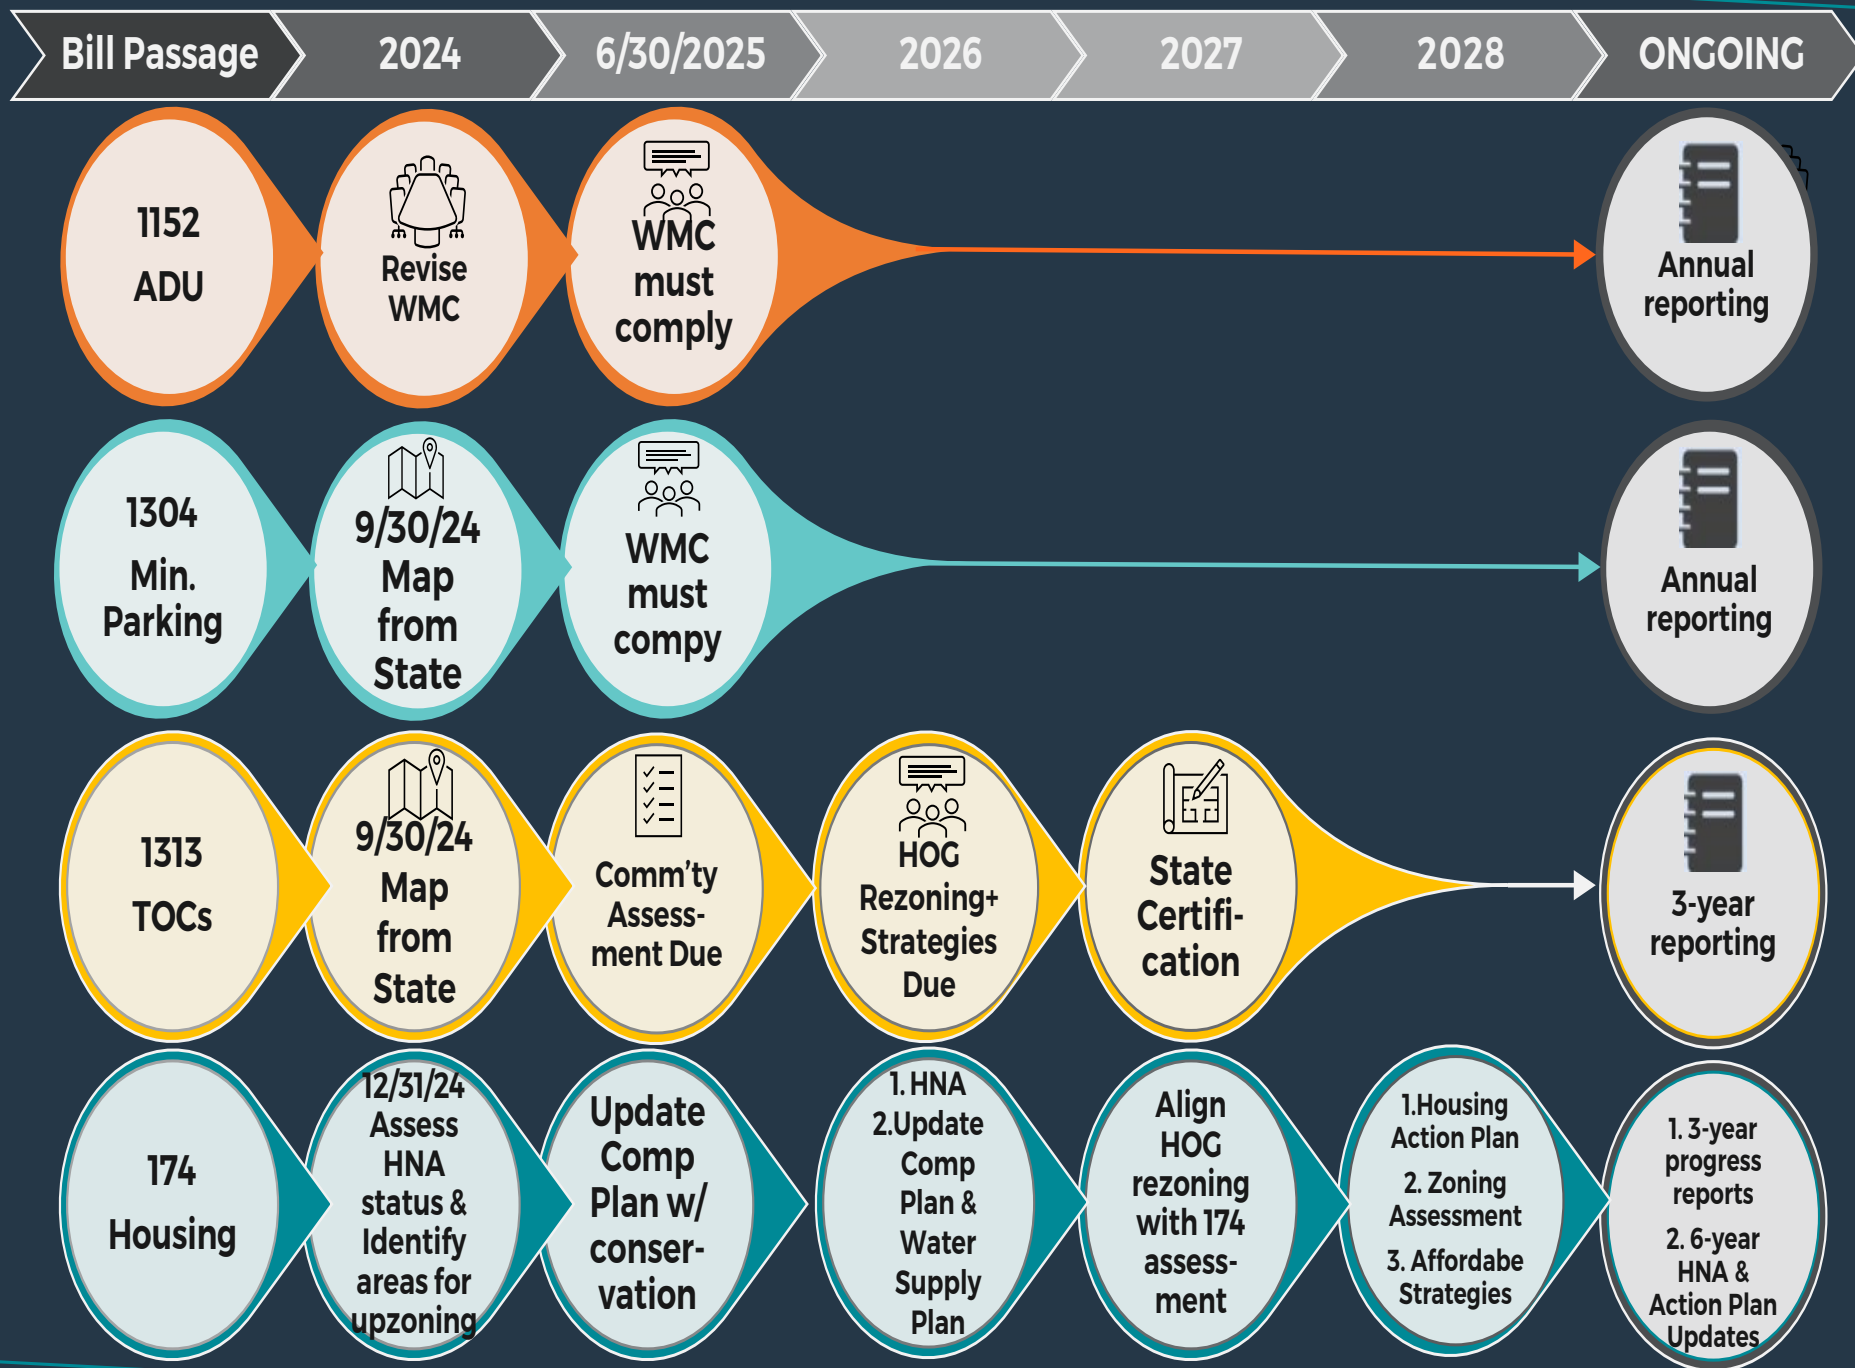 Bill Passage
2024
6/30/2025
2026
2027
2028
ONGOING
1152
ADU
Revise
WMC
WMC
must
comply
Annual
reporting
1304
Min.
Parking
9/30/24
Map
from
State
WMC
must
compy
Annual
reporting
1313
TOCs
9/30/24
Map
from
State
Comm'ty
Assess-
ment Due
HOG
Rezoning+
Strategies
Due
State
Certifi-
cation
3-year
reporting
174
Housing
12/31/24
Assess
HNA
status &
Identify
areas for
upzoning
Update
Comp
Plan w/
conser-
vation
1. HNA
2.Update
Comp
Plan &
Water
Supply
Plan
Align
HOG
rezoning
with 174
assess-
ment
1.Housing
Action Plan
2. Zoning
Assessment
3. Affordabe
Strategies
1. 3-year
progress
reports
2. 6-year
HNA &
Action Plan
Updates